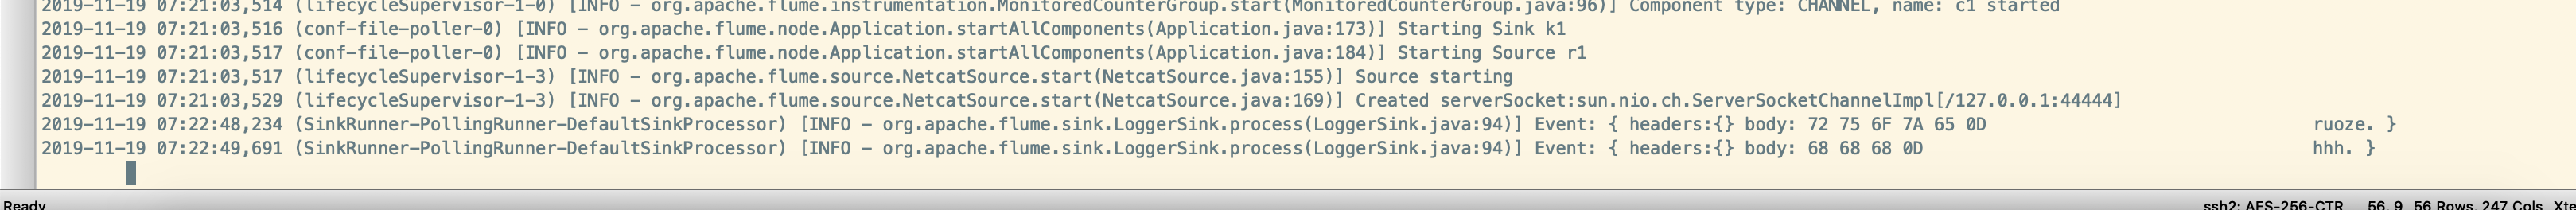 2019-11-19 07:21:03,514 (lifecycleSupervisor-1-0) [INFO - org.apache.flume.instrumentation.MonitoredCounterGroup.start(MonitoredCounterGroup.java:96)] Component type: CHANNEL, name: c1 started
2019-11-19 07:21:03,516 (conf-file-poller-0) [INFO - org.apache.flume.node.Application.startAllComponents(Application.java:173)] Starting Sink k1
2019-11-19 07:21:03,517 (conf-file-poller-0) [INFO - org.apache.flume.node.Application.startAllComponents(Application.java:184)] Starting Source r1
2019-11-19 07:21:03,517 (lifecycleSupervisor-1-3) [INFO - org.apache.flume.source.NetcatSource.start(NetcatSource.java:155)] Source starting
2019-11-19 07:21:03,529 (lifecycleSupervisor-1-3) [INFO - org.apache.flume.source.NetcatSource.start(NetcatSource.java:169)] Created serverSocket:sun.nio.ch.ServerSocketChannelImpl[/127.0.0.1:44444]
2019-11-19 07:22:48,234 (SinkRunner-PollingRunner-DefaultSinkProcessor) [INFO - org.apache.flume.sink.LoggerSink.process(LoggerSink.java:94)] Event: { headers:{} body: 72 75 6F 7A 65 0D ruoze. }
2019-11-19 07:22:49,691 (SinkRunner-PollingRunner-DefaultSinkProcessor) [INFO - org.apache.flume.sink.LoggerSink.process(LoggerSink.java:94)] Event: { headers:{} body: 68 68 68 0D hhh. }
Ready ssh2: AES-256-CTR 56, 9 56 Rows, 247 Cols